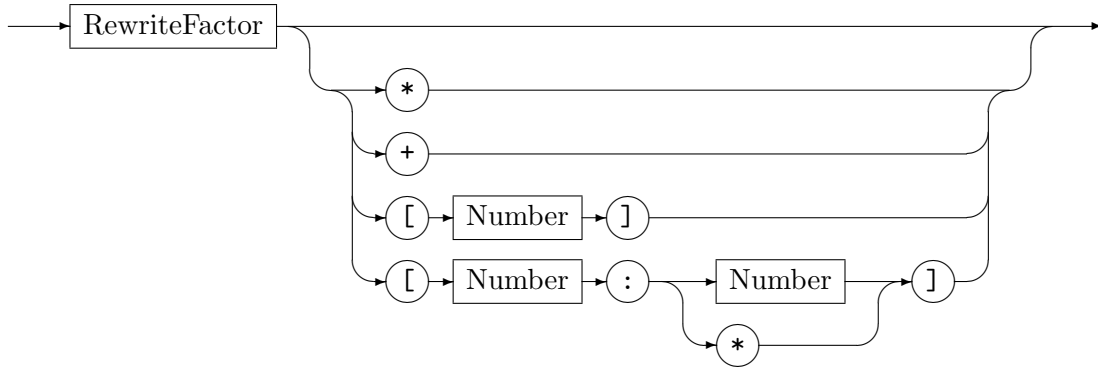 RewriteFactor
*
+
[ Number ]
[ Number : Number ]
*